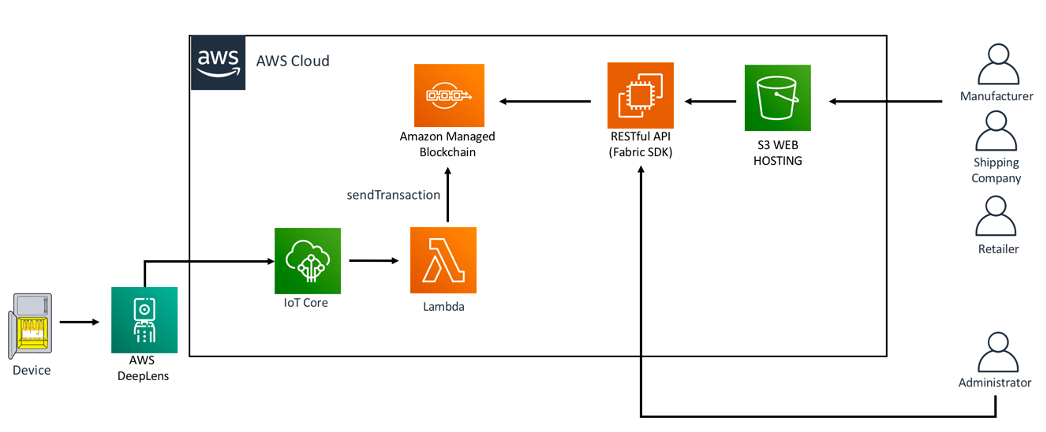 aws
AWS Cloud
Amazon Managed
Blockchain
RESTful API
(Fabric SDK)
S3 WEB
HOSTING
Manufacturer
Shipping
Company
Retailer
sendTransaction
IoT Core
Lambda
Device
AWS
DeepLens
Administrator